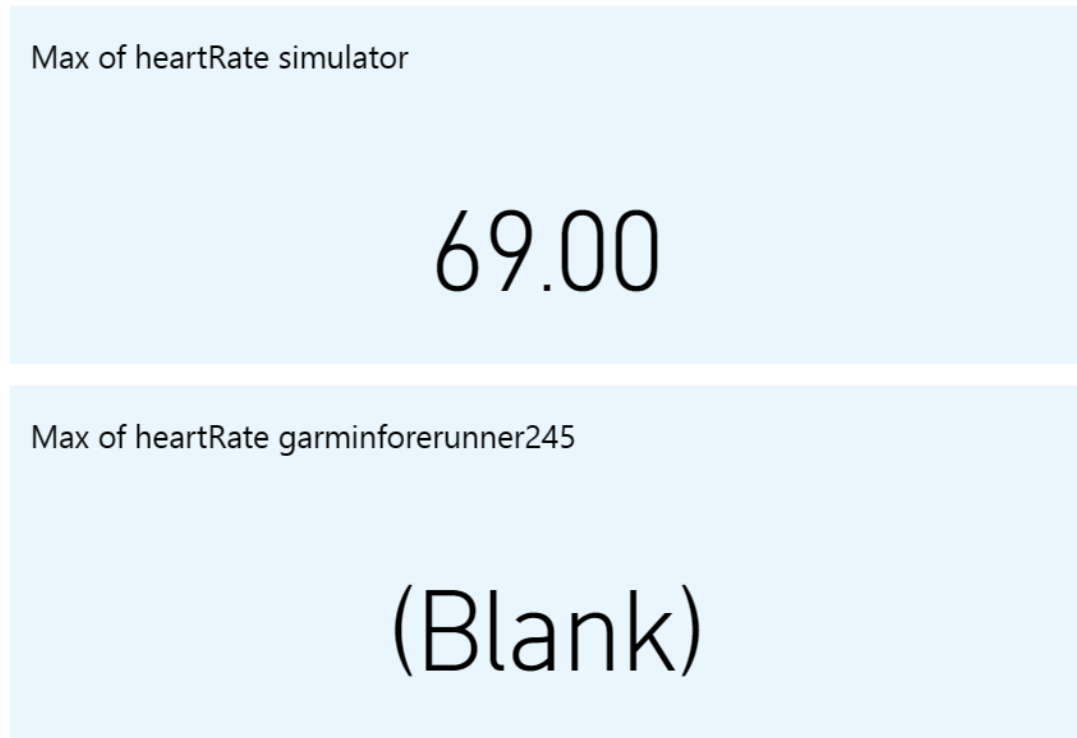 Max of heartRate simulator
69.00
Max of heartRate garminforerunner245
(Blank)